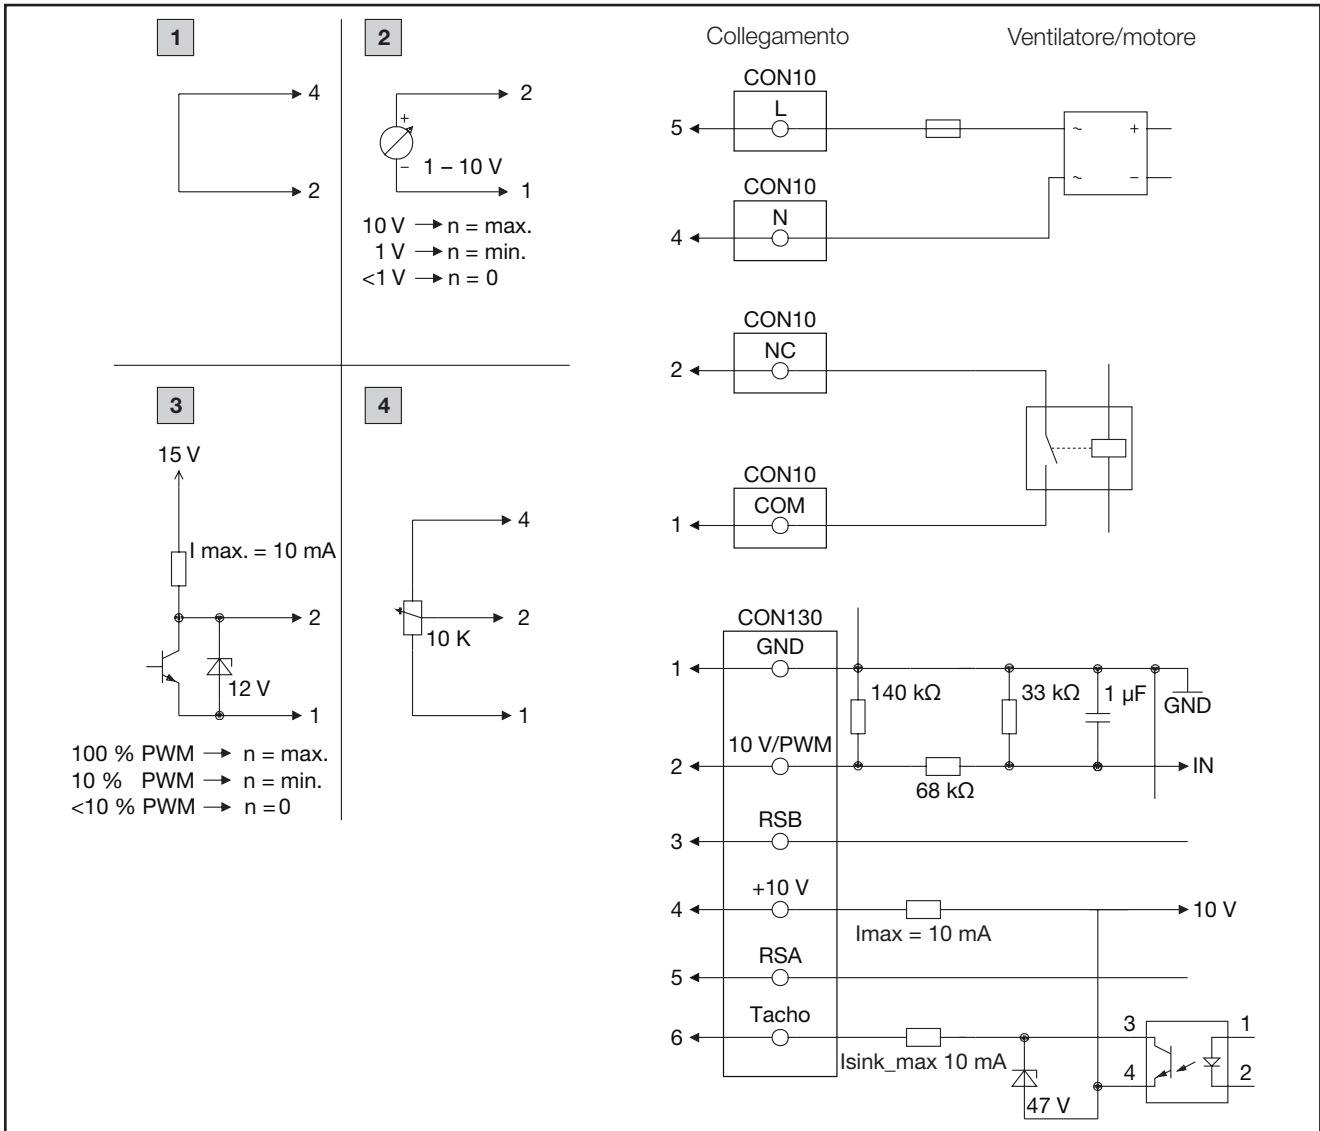 1
4
2
2
+
1 – 10 V
–
1
10 V → n = max.
1 V → n = min.
<1 V → n = 0
3
15 V
I max. = 10 mA
2
12 V
1
100 % PWM → n = max.
10 % PWM → n = min.
<10 % PWM → n = 0
4
4
2
10 K
1
Collegamento
Ventilatore/motore
CON10
L
5
~ +
CON10
~ –
N
4
CON10
NC
2
CON10
COM
1
CON130
GND
1
140 kΩ
33 kΩ
1 µF
GND
10 V/PWM
2
68 kΩ
IN
RSB
3
+10 V
4
Imax = 10 mA
10 V
RSA
5
Tacho
6
Isink_max 10 mA
47 V
3
1
4
2